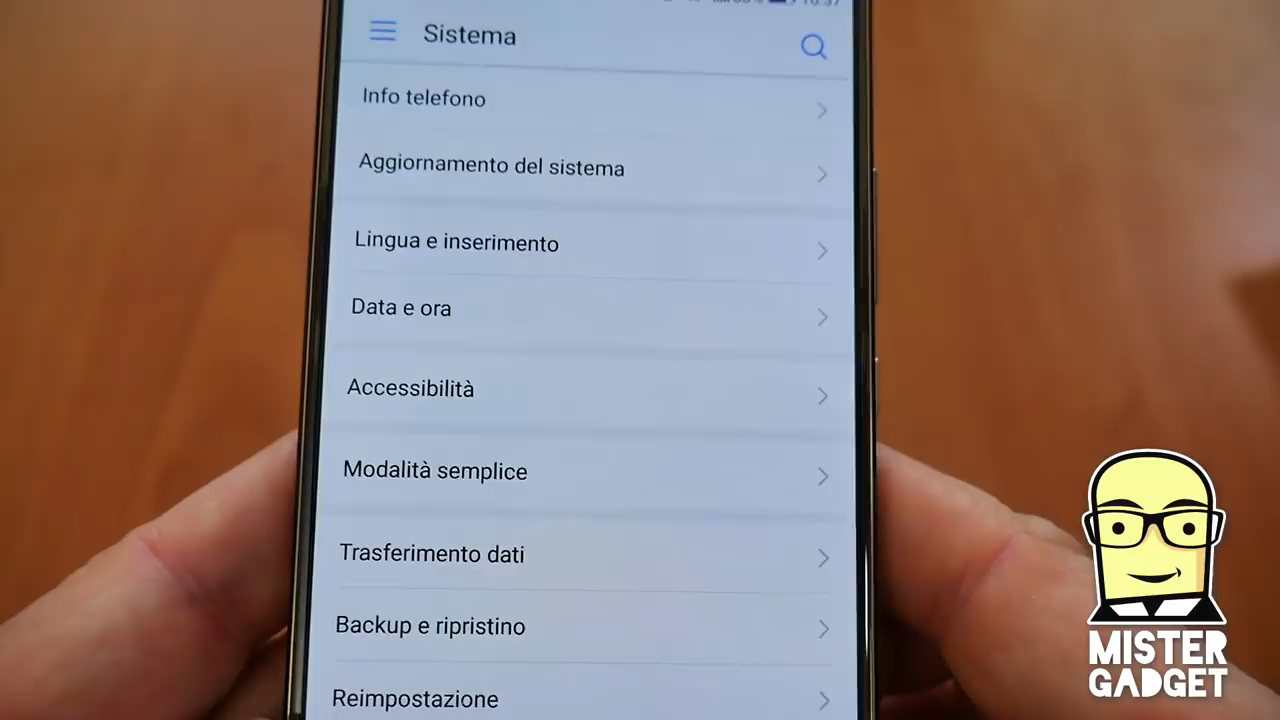 Sistema
Info telefono
Aggiornamento del sistema
Lingua e inserimento
Data e ora
Accessibilità
Modalità semplice
Trasferimento dati
Backup e ripristino
Reimpostazione
MISTER
GADGET